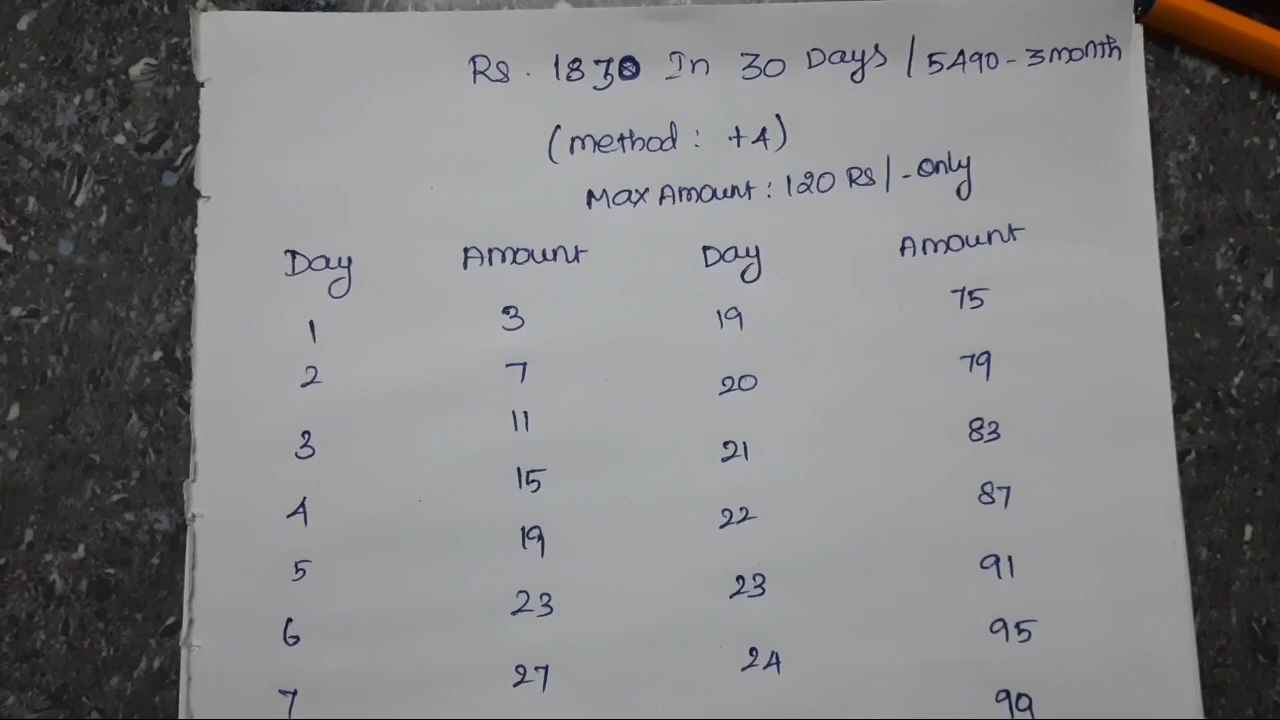 Rs. 1830 In 30 Days / 5490 - 3month
(method: +4)
Max Amount: 120 Rs/- only
Day Amount Day Amount
1 3 19 75
2 7 20 79
3 11 21 83
4 15 22 87
5 19 23 91
6 23 24 95
7 27 99